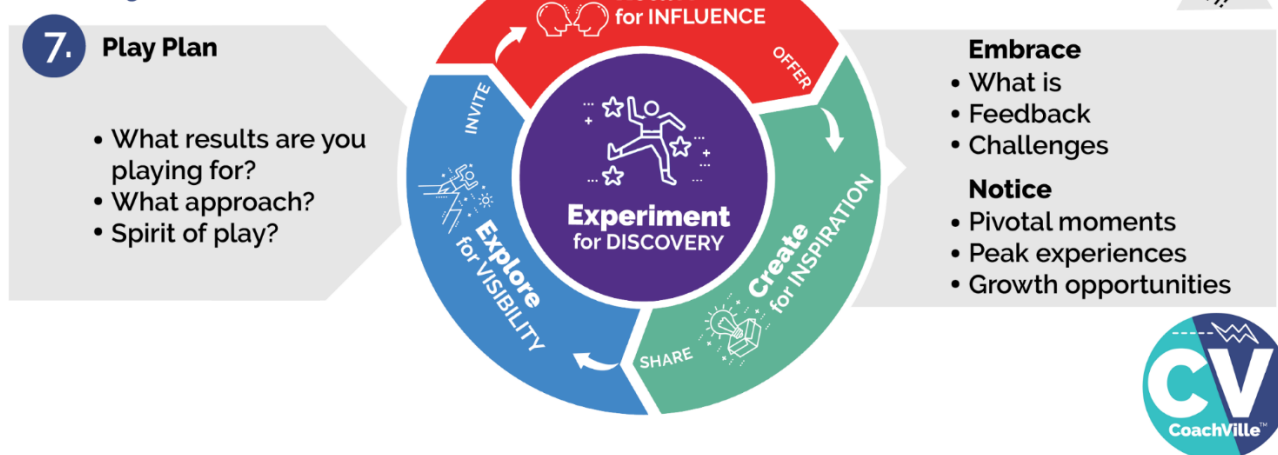 7.
Play Plan
• What results are you
playing for?
• What approach?
• Spirit of play?
for INFLUENCE
OFFER
INVITE
Experiment
for DISCOVERY
Explore
for VISIBILITY
Create
for INSPIRATION
SHARE
Embrace
• What is
• Feedback
• Challenges
Notice
• Pivotal moments
• Peak experiences
• Growth opportunities
CV
CoachVille™